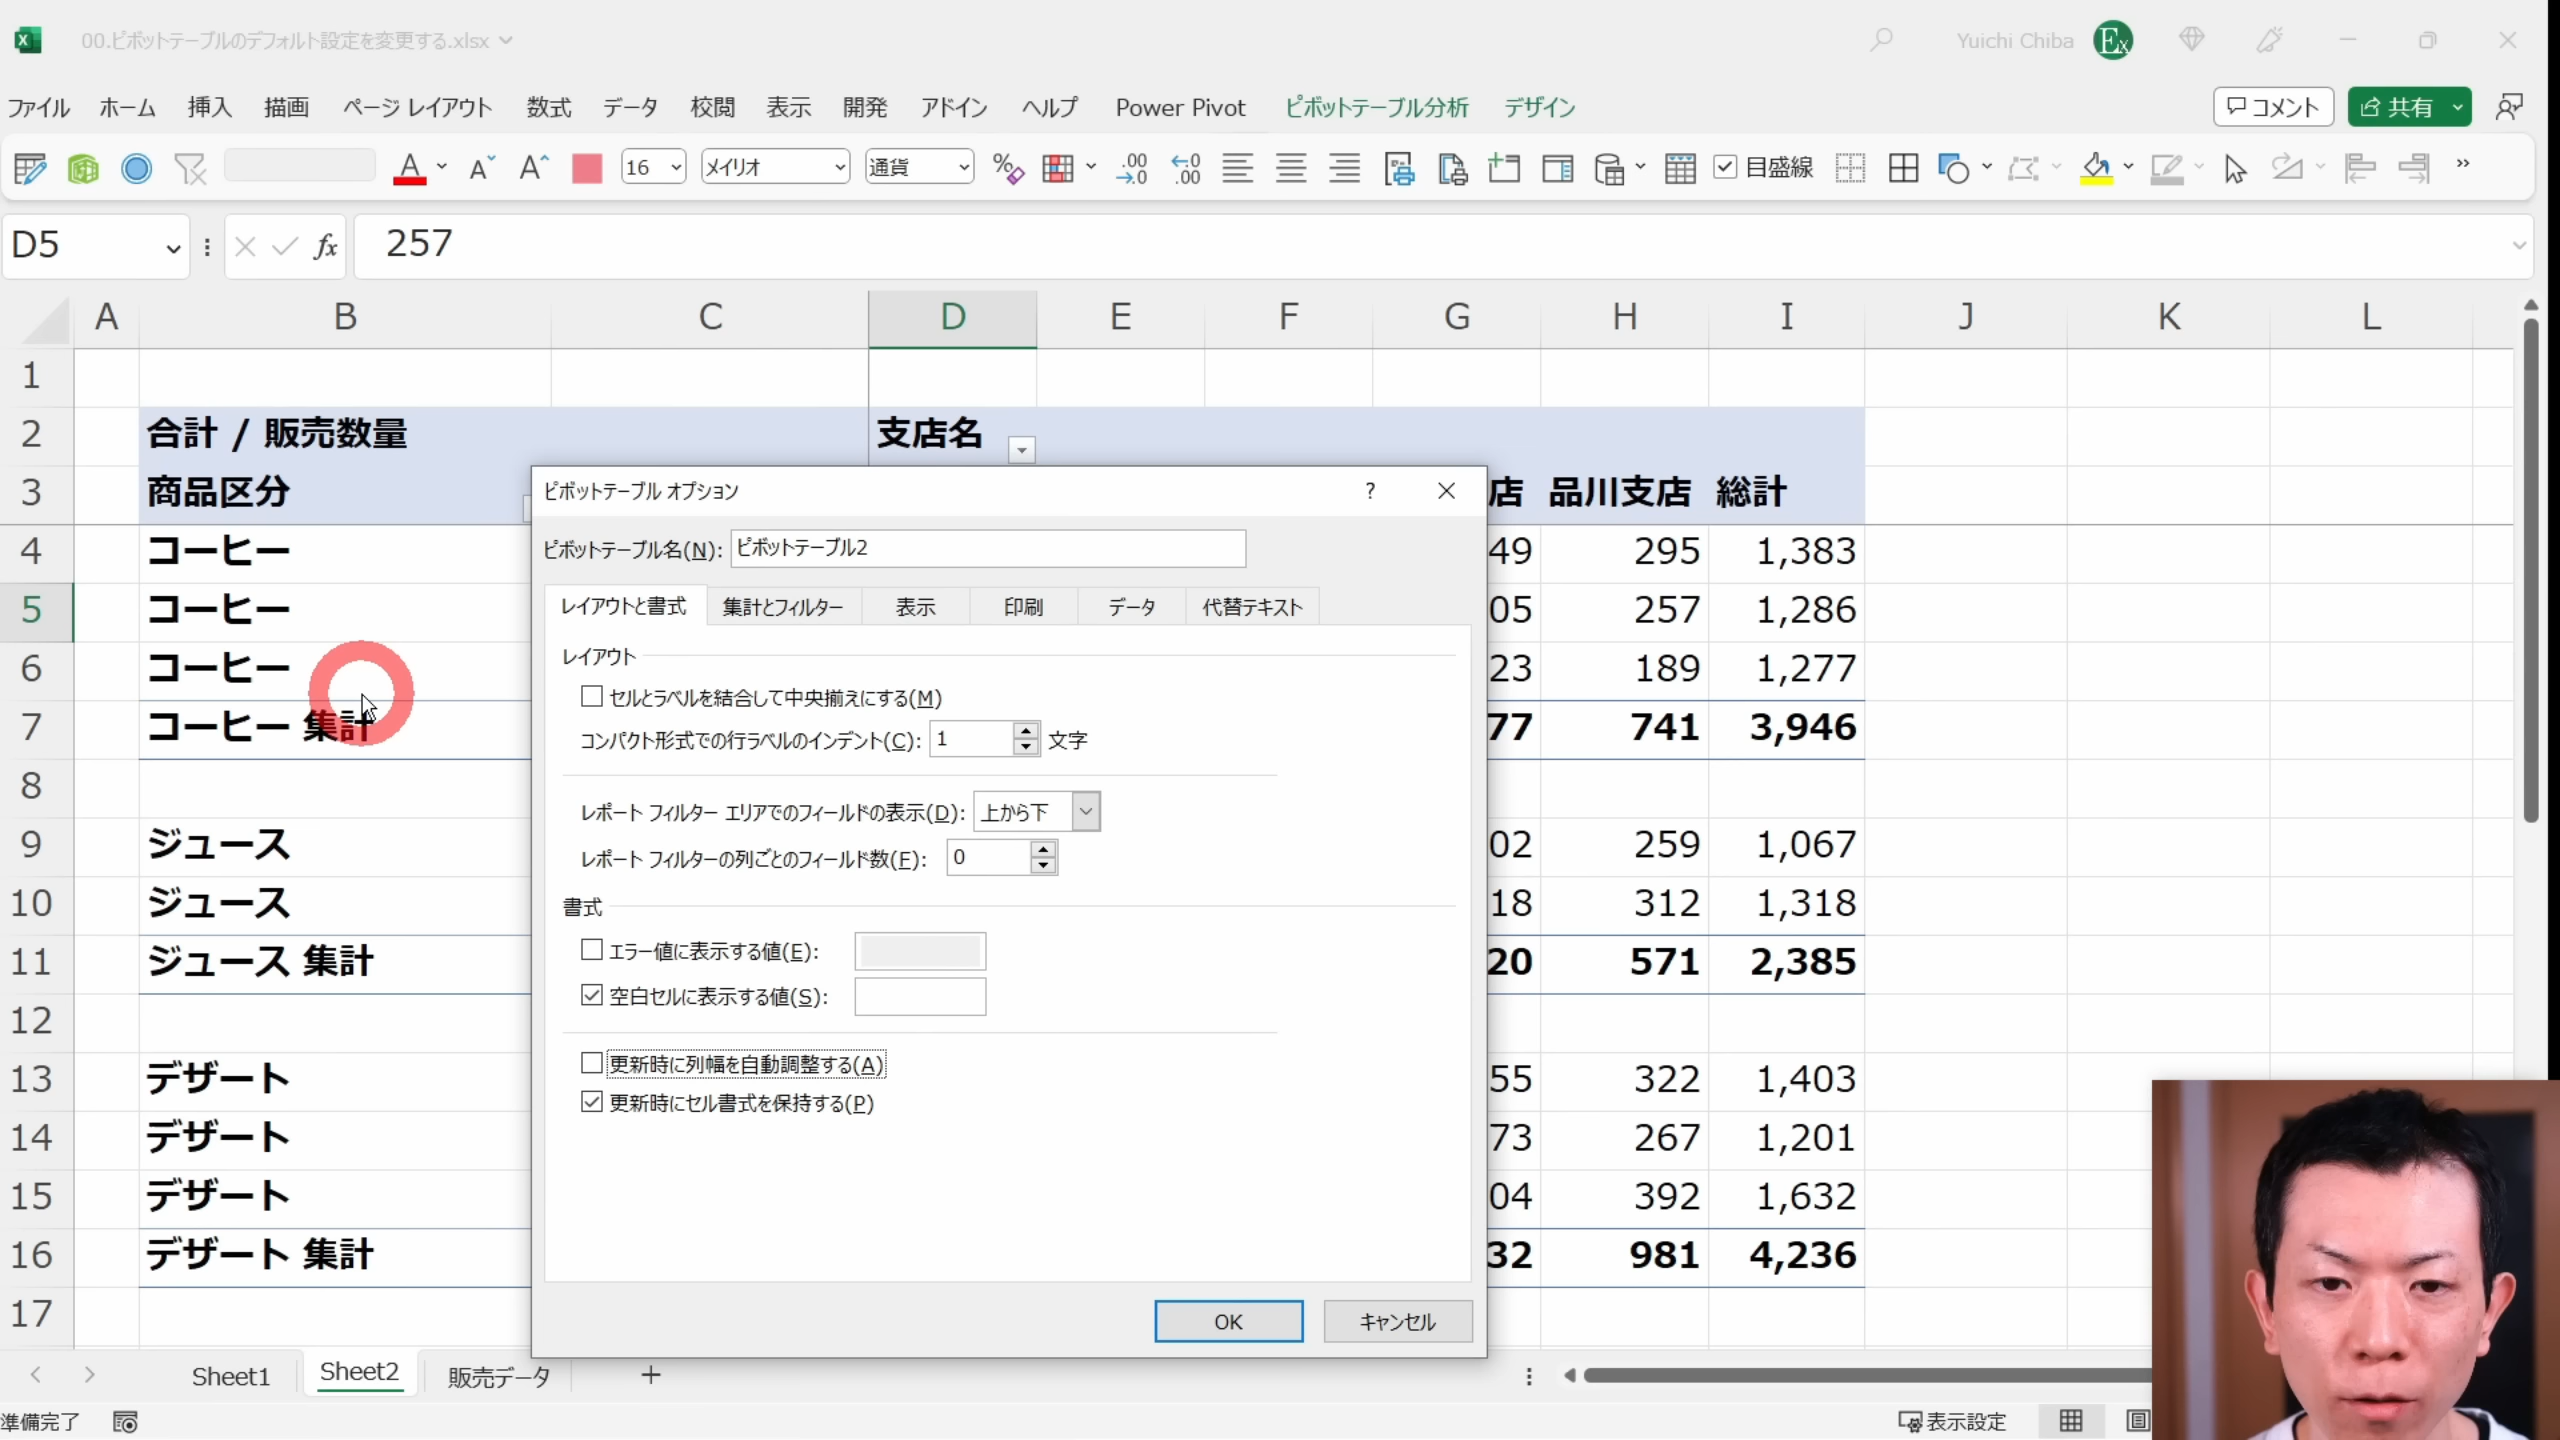 00.ピボットテーブルのデフォルト設定を変更する.xlsx
Yuichi Chiba
ファイル ホーム 挿入 描画 ページ レイアウト 数式 データ 校閲 表示 開発 アドイン ヘルプ Power Pivot ピボットテーブル分析 デザイン
コメント 共有
16 メイリオ 通貨 目盛線
D5 fx 257
A B C D E F G H I J K L
1
2 合計 / 販売数量 支店名
3 商品区分 店 品川支店 総計
4 コーヒー 49 295 1,383
5 コーヒー 05 257 1,286
6 コーヒー 23 189 1,277
7 コーヒー 集計 77 741 3,946
8
9 ジュース 02 259 1,067
10 ジュース 18 312 1,318
11 ジュース 集計 20 571 2,385
12
13 デザート 55 322 1,403
14 デザート 73 267 1,201
15 デザート 04 392 1,632
16 デザート 集計 32 981 4,236
17
ピボットテーブル オプション ?
ピボットテーブル名(N): ピボットテーブル2
レイアウトと書式 集計とフィルター 表示 印刷 データ 代替テキスト
レイアウト
セルとラベルを結合して中央揃えにする(M)
コンパクト形式での行ラベルのインデント(C): 1 文字
レポート フィルター エリアでのフィールドの表示(D): 上から下
レポート フィルターの列ごとのフィールド数(F): 0
書式
エラー値に表示する値(E):
空白セルに表示する値(S):
更新時に列幅を自動調整する(A)
更新時にセル書式を保持する(P)
OK キャンセル
Sheet1 Sheet2 販売データ
準備完了 表示設定